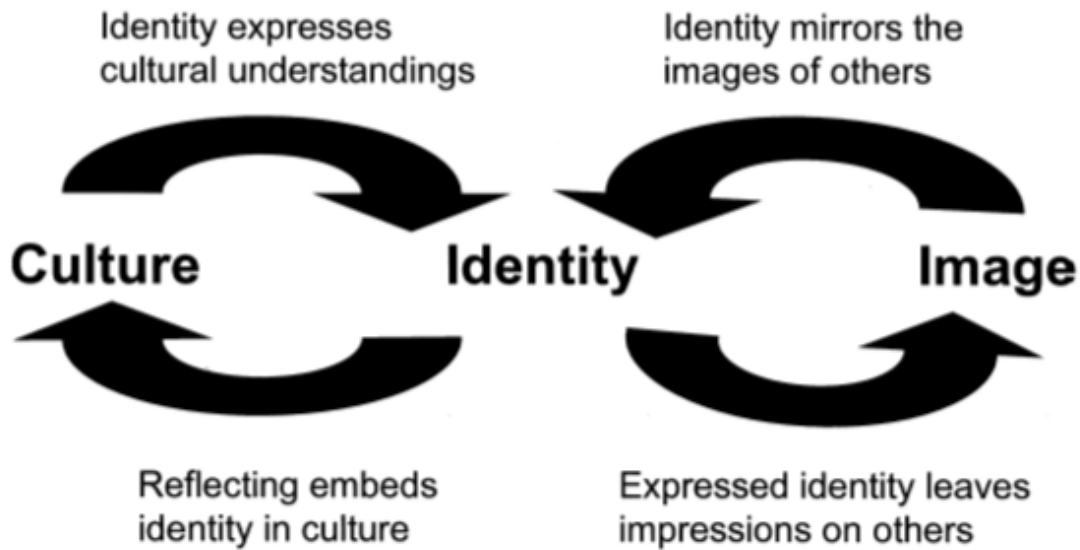 Identity expresses
cultural understandings
Identity mirrors the
images of others
Culture
Identity
Image
Reflecting embeds
identity in culture
Expressed identity leaves
impressions on others